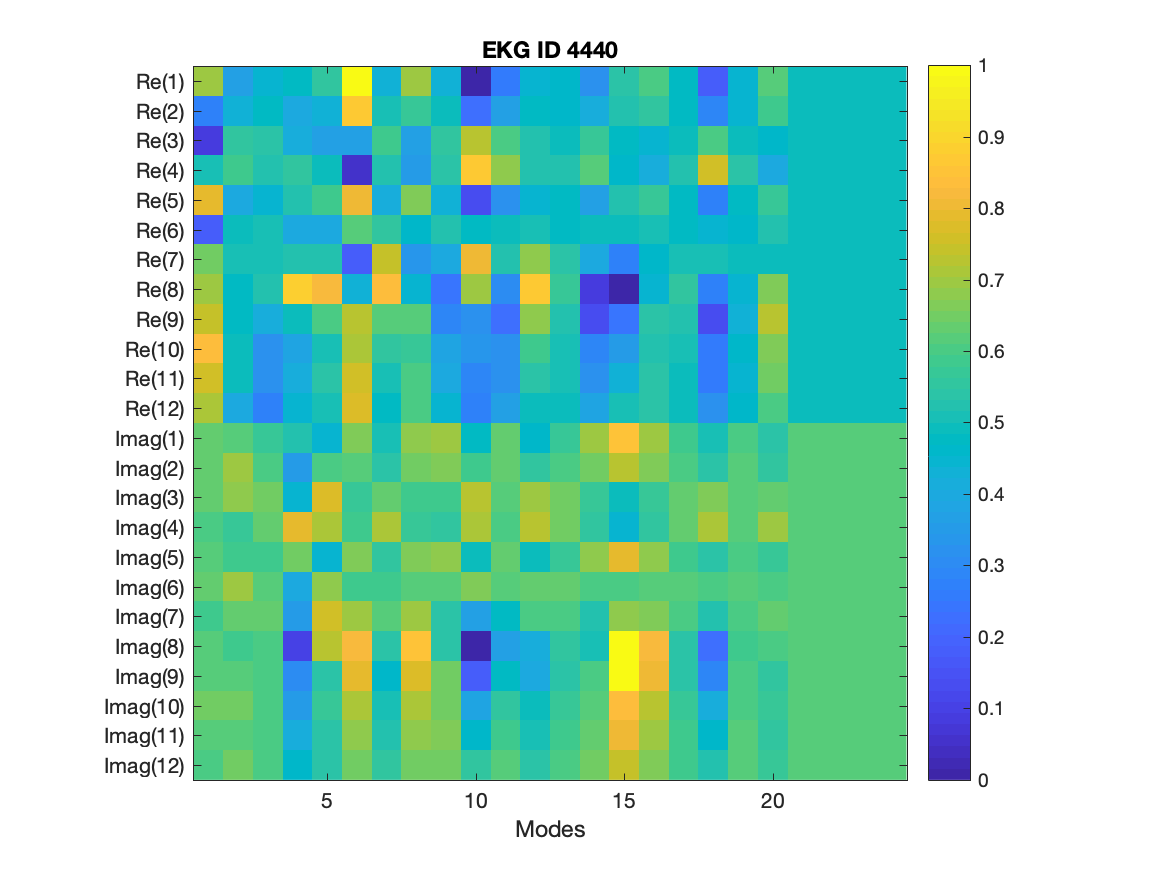 EKG ID 4440
Re(1)
Re(2)
Re(3)
Re(4)
Re(5)
Re(6)
Re(7)
Re(8)
Re(9)
Re(10)
Re(11)
Re(12)
Imag(1)
Imag(2)
Imag(3)
Imag(4)
Imag(5)
Imag(6)
Imag(7)
Imag(8)
Imag(9)
Imag(10)
Imag(11)
Imag(12)
5 10 15 20
Modes
1
0.9
0.8
0.7
0.6
0.5
0.4
0.3
0.2
0.1
0